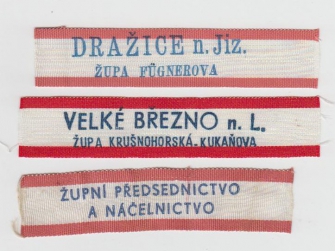 DRAŽICE n. Jiz.
ŽUPA FÜGNEROVA
VELKÉ BŘEZNO n. L.
ŽUPA KRUŠNOHORSKÁ-KUKAŇOVA
ŽUPNÍ PŘEDSEDNICTVO
A NÁČELNICTVO